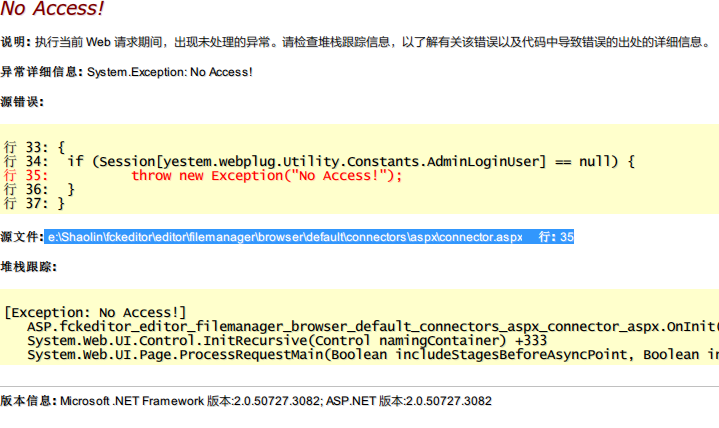 No Access!
说明: 执行当前 Web 请求期间，出现未处理的异常。请检查堆栈跟踪信息，以了解有关该错误以及代码中导致错误的出处的详细信息。
异常详细信息: System.Exception: No Access!
源错误:
行 33: {
行 34:  if (Session[yestem.webplug.Utility.Constants.AdminLoginUser] == null) {
行 35:          throw new Exception("No Access!");
行 36:  }
行 37: }
源文件: e:\Shaolin\fckeditor\editor\filemanager\browser\default\connectors\aspx\connector.aspx    行: 35
堆栈跟踪:
[Exception: No Access!]
   ASP.fckeditor_editor_filemanager_browser_default_connectors_aspx_connector_aspx.OnInit(
   System.Web.UI.Control.InitRecursive(Control namingContainer) +333
   System.Web.UI.Page.ProcessRequestMain(Boolean includeStagesBeforeAsyncPoint, Boolean in
版本信息: Microsoft .NET Framework 版本:2.0.50727.3082; ASP.NET 版本:2.0.50727.3082